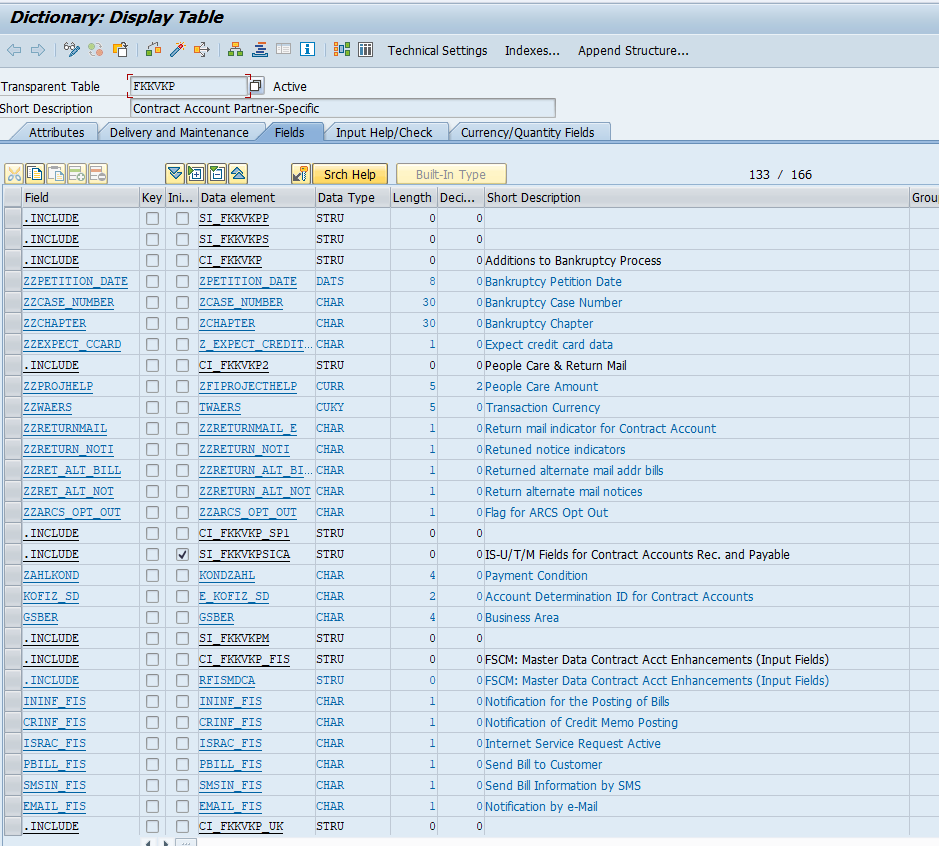 Dictionary: Display Table
Technical Settings Indexes... Append Structure...
Transparent Table FKKVKP Active
Short Description Contract Account Partner-Specific
Attributes Delivery and Maintenance Fields Input Help/Check Currency/Quantity Fields
Srch Help Built-In Type 133 / 166
Field Key Ini... Data element Data Type Length Deci... Short Description Grou
.INCLUDE SI_FKKVKPP STRU 0 0
.INCLUDE SI_FKKVKPS STRU 0 0
.INCLUDE CI_FKKVKP STRU 0 0 Additions to Bankruptcy Process
ZZPETITION_DATE ZPETITION_DATE DATS 8 0 Bankruptcy Petition Date
ZZCASE_NUMBER ZCASE_NUMBER CHAR 30 0 Bankruptcy Case Number
ZZCHAPTER ZCHAPTER CHAR 30 0 Bankruptcy Chapter
ZZEXPECT_CCARD Z_EXPECT_CREDIT... CHAR 1 0 Expect credit card data
.INCLUDE CI_FKKVKP2 STRU 0 0 People Care & Return Mail
ZZPROJHELP ZFIPROJECTHELP CURR 5 2 People Care Amount
ZZWAERS TWAERS CUKY 5 0 Transaction Currency
ZZRETURNMAIL ZZRETURNMAIL_E CHAR 1 0 Return mail indicator for Contract Account
ZZRETURN_NOTI ZZRETURN_NOTI CHAR 1 0 Retuned notice indicators
ZZRET_ALT_BILL ZZRETURN_ALT_BI... CHAR 1 0 Returned alternate mail addr bills
ZZRET_ALT_NOT ZZRETURN_ALT_NOT CHAR 1 0 Return alternate mail notices
ZZARCS_OPT_OUT ZZARCS_OPT_OUT CHAR 1 0 Flag for ARCS Opt Out
.INCLUDE CI_FKKVKP_SP1 STRU 0 0
.INCLUDE SI_FKKVKPSICA STRU 0 0 IS-U/T/M Fields for Contract Accounts Rec. and Payable
ZAHLKOND KONDZAHL CHAR 4 0 Payment Condition
KOFIZ_SD E_KOFIZ_SD CHAR 2 0 Account Determination ID for Contract Accounts
GSBER GSBER CHAR 4 0 Business Area
.INCLUDE SI_FKKVKPM STRU 0 0
.INCLUDE CI_FKKVKP_FIS STRU 0 0 FSCM: Master Data Contract Acct Enhancements (Input Fields)
.INCLUDE RFISMDCA STRU 0 0 FSCM: Master Data Contract Acct Enhancements (Input Fields)
ININF_FIS ININF_FIS CHAR 1 0 Notification for the Posting of Bills
CRINF_FIS CRINF_FIS CHAR 1 0 Notification of Credit Memo Posting
ISRAC_FIS ISRAC_FIS CHAR 1 0 Internet Service Request Active
PBILL_FIS PBILL_FIS CHAR 1 0 Send Bill to Customer
SMSIN_FIS SMSIN_FIS CHAR 1 0 Send Bill Information by SMS
EMAIL_FIS EMAIL_FIS CHAR 1 0 Notification by e-Mail
.INCLUDE CI_FKKVKP_UK STRU 0 0